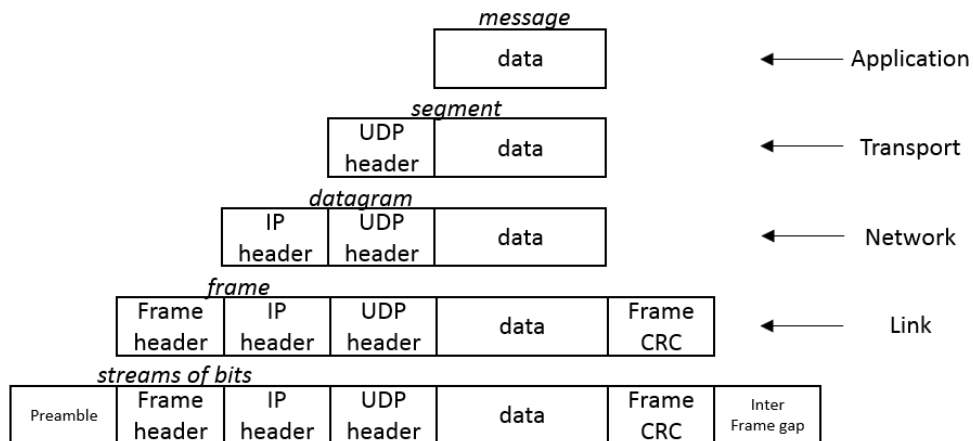 message
data
Application
segment
UDP
header
data
Transport
datagram
IP
header
UDP
header
data
Network
frame
Frame
header
IP
header
UDP
header
data
Frame
CRC
Link
streams of bits
Preamble
Frame
header
IP
header
UDP
header
data
Frame
CRC
Inter
Frame gap